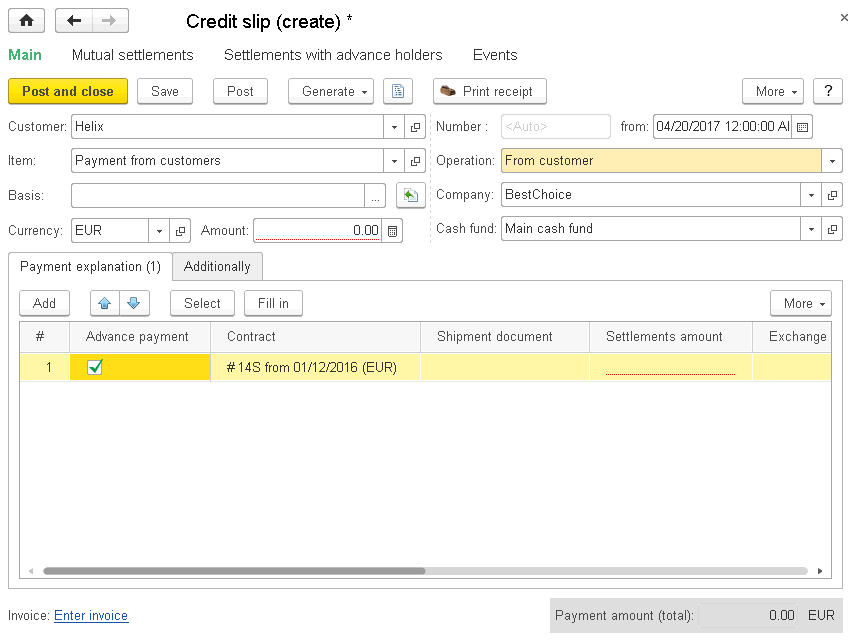 Credit slip (create) *
Main Mutual settlements Settlements with advance holders Events
Post and close Save Post Generate Print receipt More ?
Customer: Helix Number : <Auto> from: 04/20/2017 12:00:00 AI
Item: Payment from customers Operation: From customer
Basis: ... Company: BestChoice
Currency: EUR Amount: 0.00 Cash fund: Main cash fund
Payment explanation (1) Additionally
Add Select Fill in More
# Advance payment Contract Shipment document Settlements amount Exchange
1 #14S from 01/12/2016 (EUR)
Invoice: Enter invoice Payment amount (total): 0.00 EUR